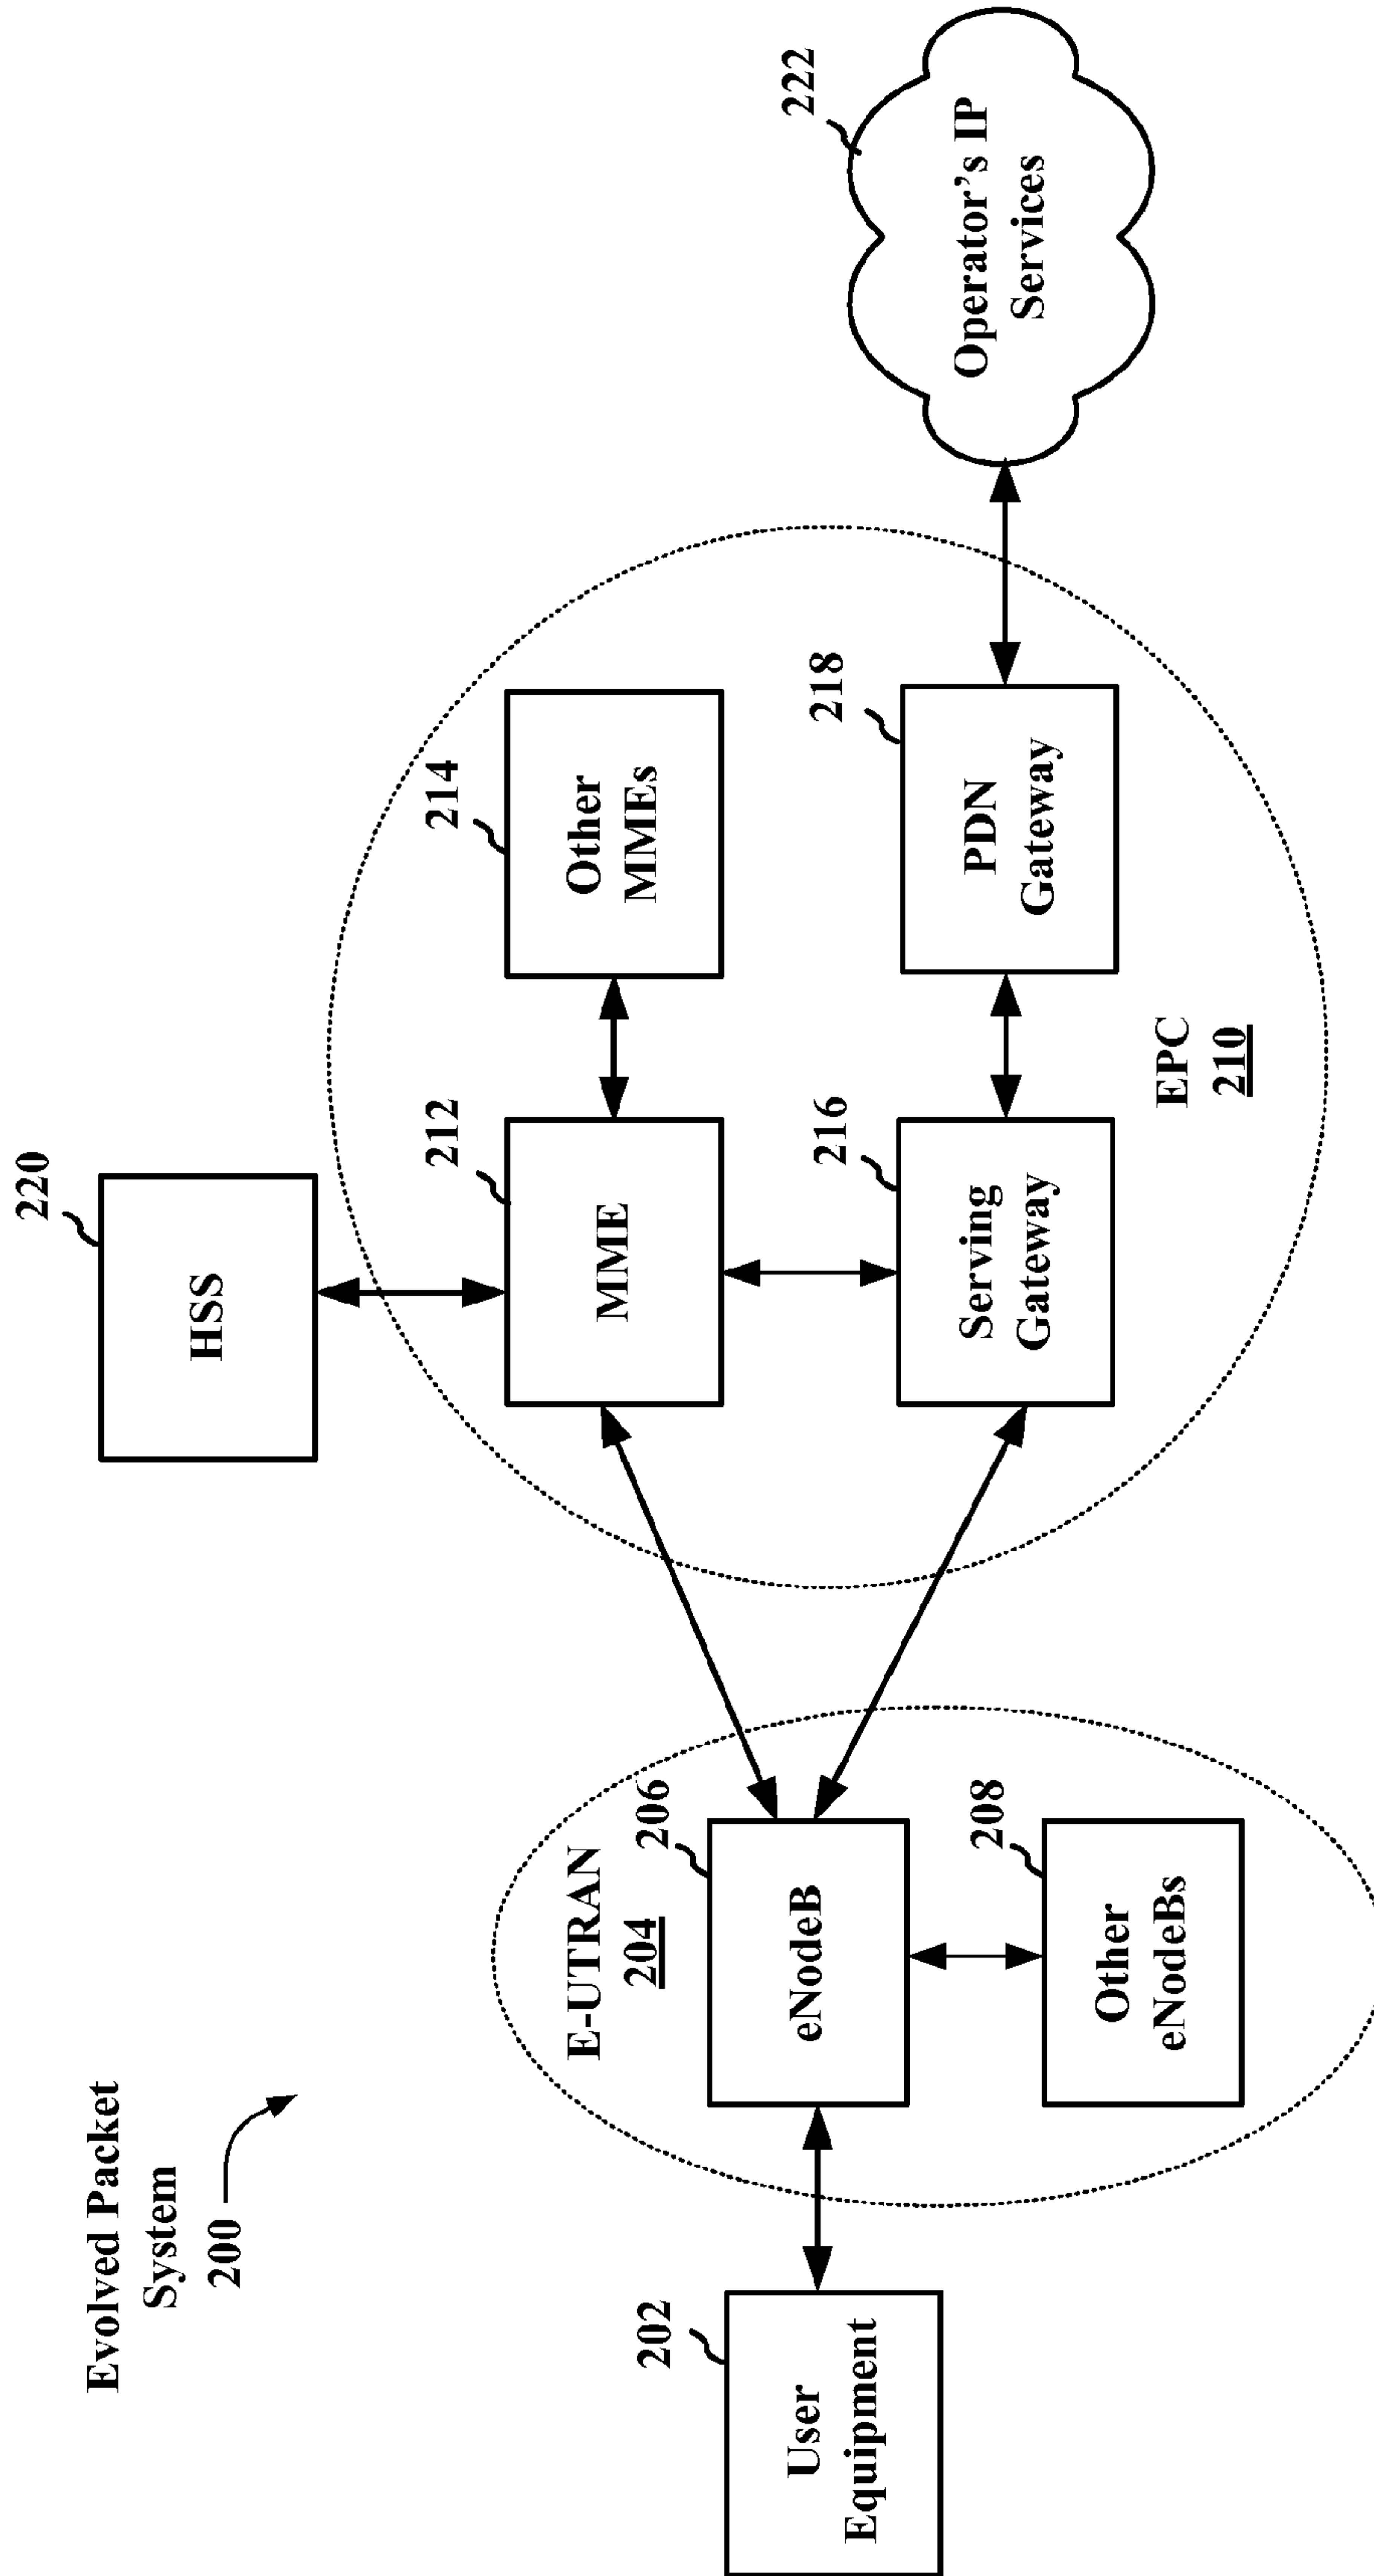 Evolved Packet
System
200
220
HSS
212
MME
214
Other
MMEs
E-UTRAN
204
206
eNodeB
202
User
Equipment
208
Other
eNodeBs
216
Serving
Gateway
218
PDN
Gateway
EPC
210
222
Operator’s IP
Services